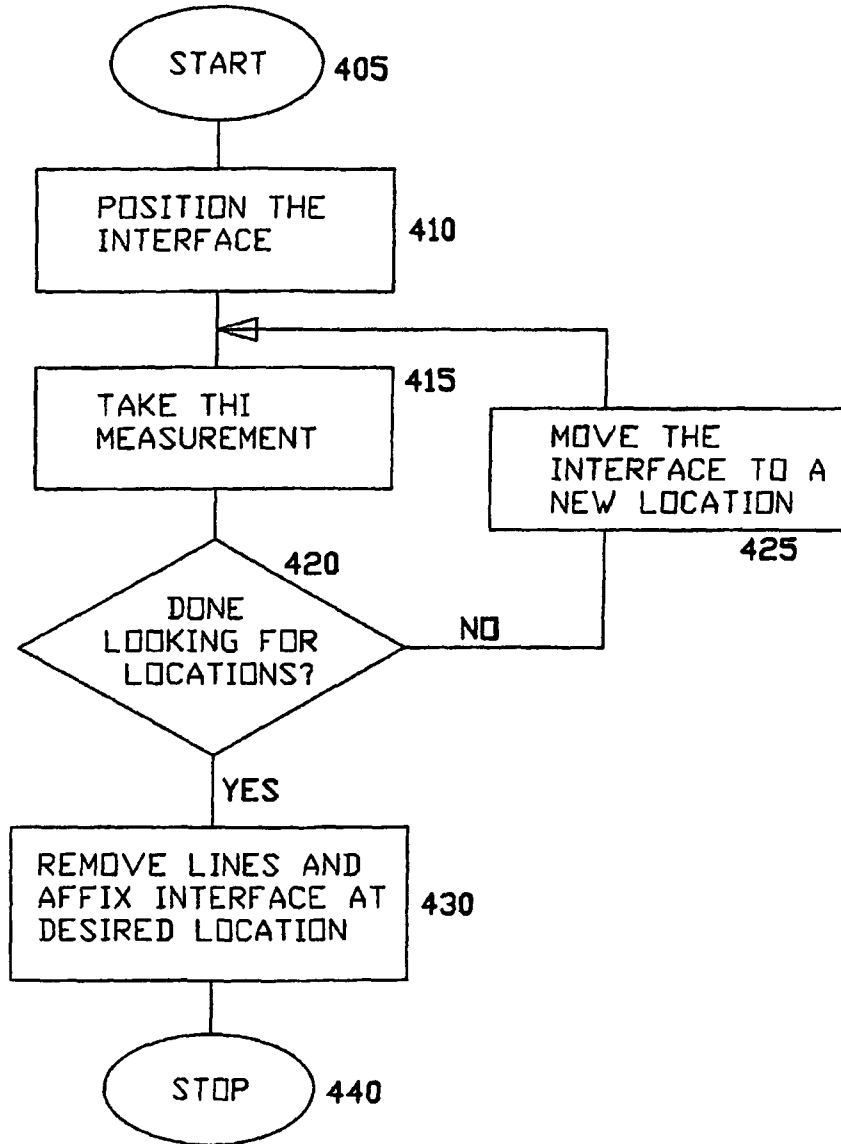 START
405
POSITION THE
INTERFACE
410
TAKE THI
MEASUREMENT
415
MOVE THE
INTERFACE TO A
NEW LOCATION
425
420
DONE
LOOKING FOR
LOCATIONS?
NO
YES
REMOVE LINES AND
AFFIX INTERFACE AT
DESIRED LOCATION
430
STOP
440